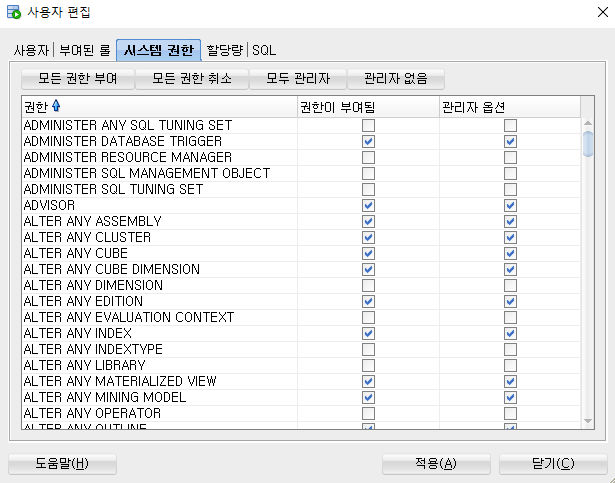 사용자 편집
사용자 부여된 롤 시스템 권한 할당량 SQL
모든 권한 부여 모든 권한 취소 모두 관리자 관리자 없음
권한 권한이 부여됨 관리자 옵션
ADMINISTER ANY SQL TUNING SET
ADMINISTER DATABASE TRIGGER
ADMINISTER RESOURCE MANAGER
ADMINISTER SQL MANAGEMENT OBJECT
ADMINISTER SQL TUNING SET
ADVISOR
ALTER ANY ASSEMBLY
ALTER ANY CLUSTER
ALTER ANY CUBE
ALTER ANY CUBE DIMENSION
ALTER ANY DIMENSION
ALTER ANY EDITION
ALTER ANY EVALUATION CONTEXT
ALTER ANY INDEX
ALTER ANY INDEXTYPE
ALTER ANY LIBRARY
ALTER ANY MATERIALIZED VIEW
ALTER ANY MINING MODEL
ALTER ANY OPERATOR
ALTER ANY OUTLINE
도움말(H) 적용(A) 닫기(C)